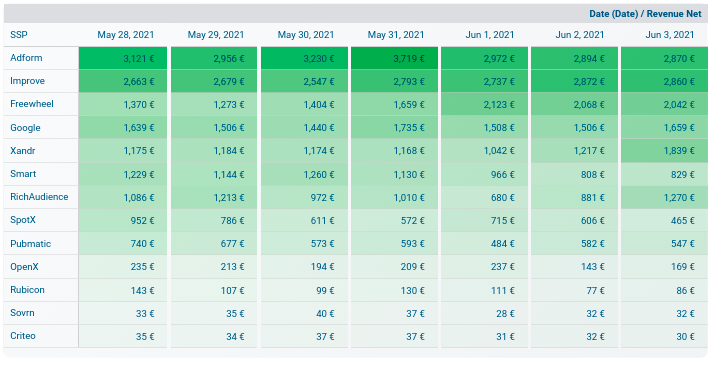 Date (Date) / Revenue Net
SSP May 28, 2021 May 29, 2021 May 30, 2021 May 31, 2021 Jun 1, 2021 Jun 2, 2021 Jun 3, 2021
Adform 3,121 € 2,956 € 3,230 € 3,719 € 2,972 € 2,894 € 2,870 €
Improve 2,663 € 2,679 € 2,547 € 2,793 € 2,737 € 2,872 € 2,860 €
Freewheel 1,370 € 1,273 € 1,404 € 1,659 € 2,123 € 2,068 € 2,042 €
Google 1,639 € 1,506 € 1,440 € 1,735 € 1,508 € 1,506 € 1,659 €
Xandr 1,175 € 1,184 € 1,174 € 1,168 € 1,042 € 1,217 € 1,839 €
Smart 1,229 € 1,144 € 1,260 € 1,130 € 966 € 808 € 829 €
RichAudience 1,086 € 1,213 € 972 € 1,010 € 680 € 881 € 1,270 €
SpotX 952 € 786 € 611 € 572 € 715 € 606 € 465 €
Pubmatic 740 € 677 € 573 € 593 € 484 € 582 € 547 €
OpenX 235 € 213 € 194 € 209 € 237 € 143 € 169 €
Rubicon 143 € 107 € 99 € 130 € 111 € 77 € 86 €
Sovrn 33 € 35 € 40 € 37 € 28 € 32 € 32 €
Criteo 35 € 34 € 37 € 37 € 31 € 32 € 30 €